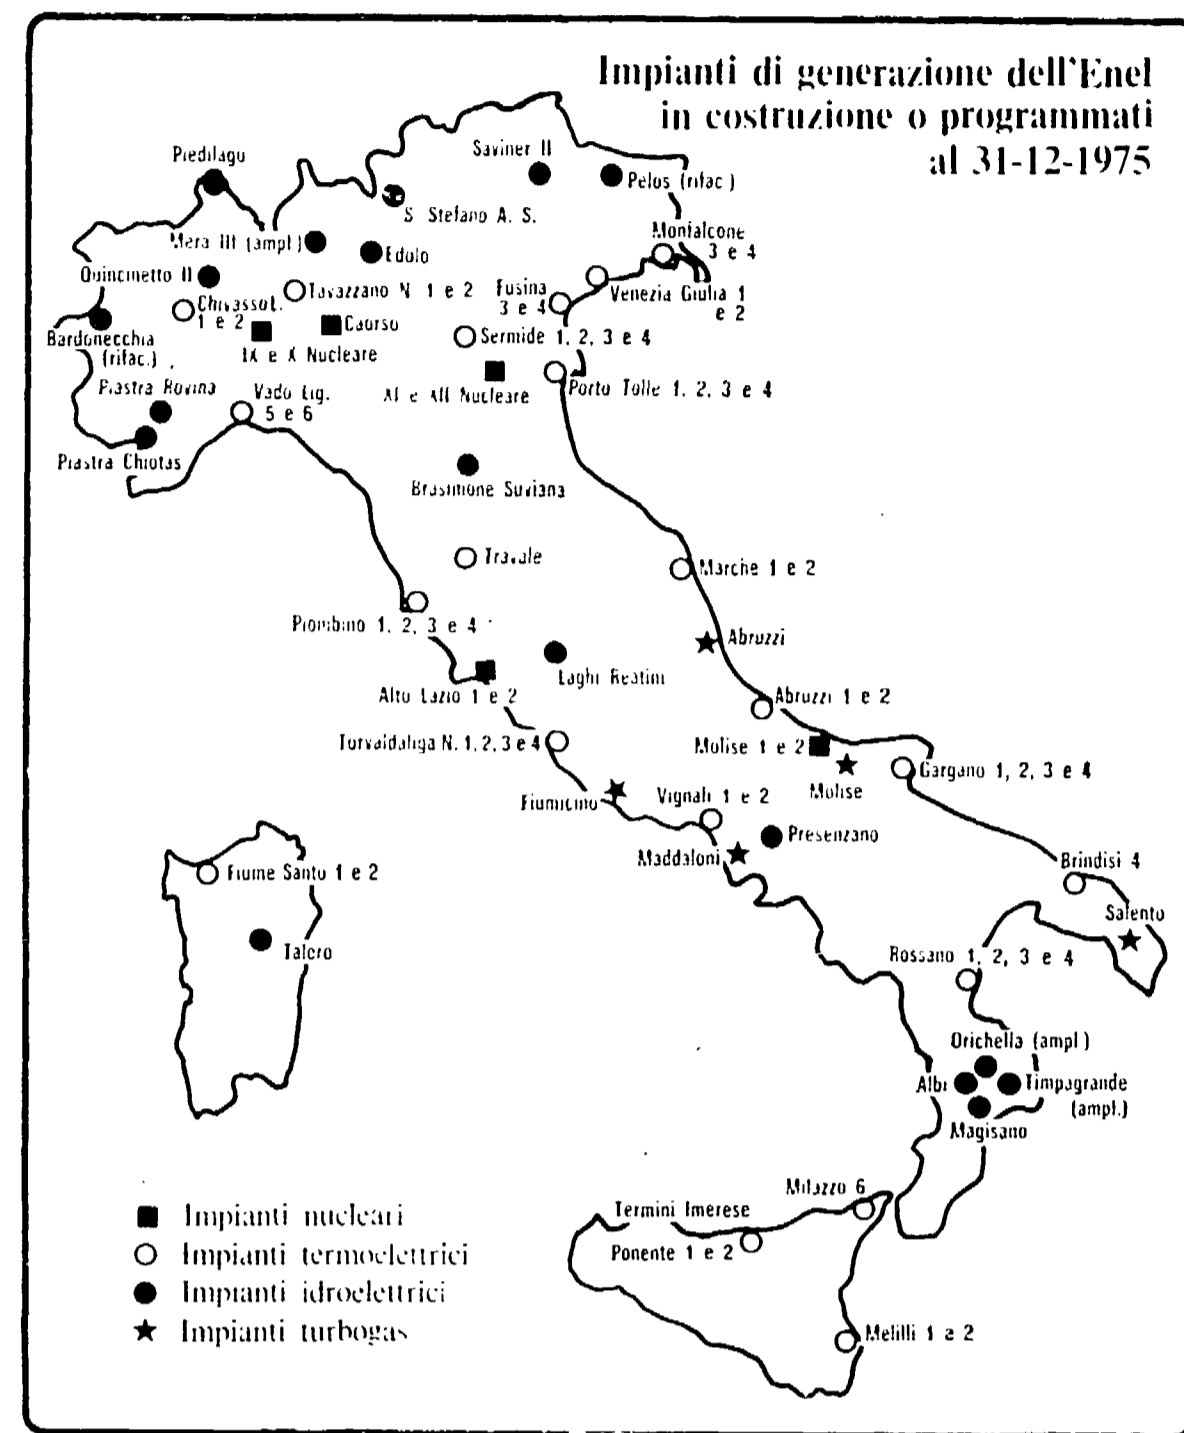 Impianti di generazione dell'Enel
in costruzione o programmati
al 31-12-1975
Piedilago
Saviner II
Pelos (rifac)
S. Stefano A. S.
Mera III (ampl)
Edolo
Monfalcone
3 e 4
Quincinetto II
Chivasso t.
1 e 2
Tavazzano N 1 e 2
Fusina
3 e 4
Venezia Giulia 1
e 2
Bardonecchia
(rifac.)
IX e X Nucleare
Caorso
Sermide 1, 2, 3 e 4
Piastra Rovina
Vado Lig.
5 e 6
XI e XII Nucleare
Porto Tolle 1, 2, 3 e 4
Piastra Chiotas
Brasimone Suviana
Travale
Marche 1 e 2
Piombino 1, 2, 3 e 4
Abruzzi
Laghi Reatini
Alto Lazio 1 e 2
Abruzzi 1 e 2
Torvaldaliga N. 1, 2, 3 e 4
Molise 1 e 2
Molise
Gargano 1, 2, 3 e 4
Fiumicino
Vignali 1 e 2
Presenzano
Maddaloni
Brindisi 4
Fiume Santo 1 e 2
Salento
Taloro
Rossano 1, 2, 3 e 4
Orichella (ampl)
Albi
Timpagrande
(ampl.)
Magisano
Milazzo 6
Termini Imerese
Ponente 1 e 2
Melilli 1 e 2
Impianti nucleari
Impianti termoelettrici
Impianti idroelettrici
Impianti turbogas